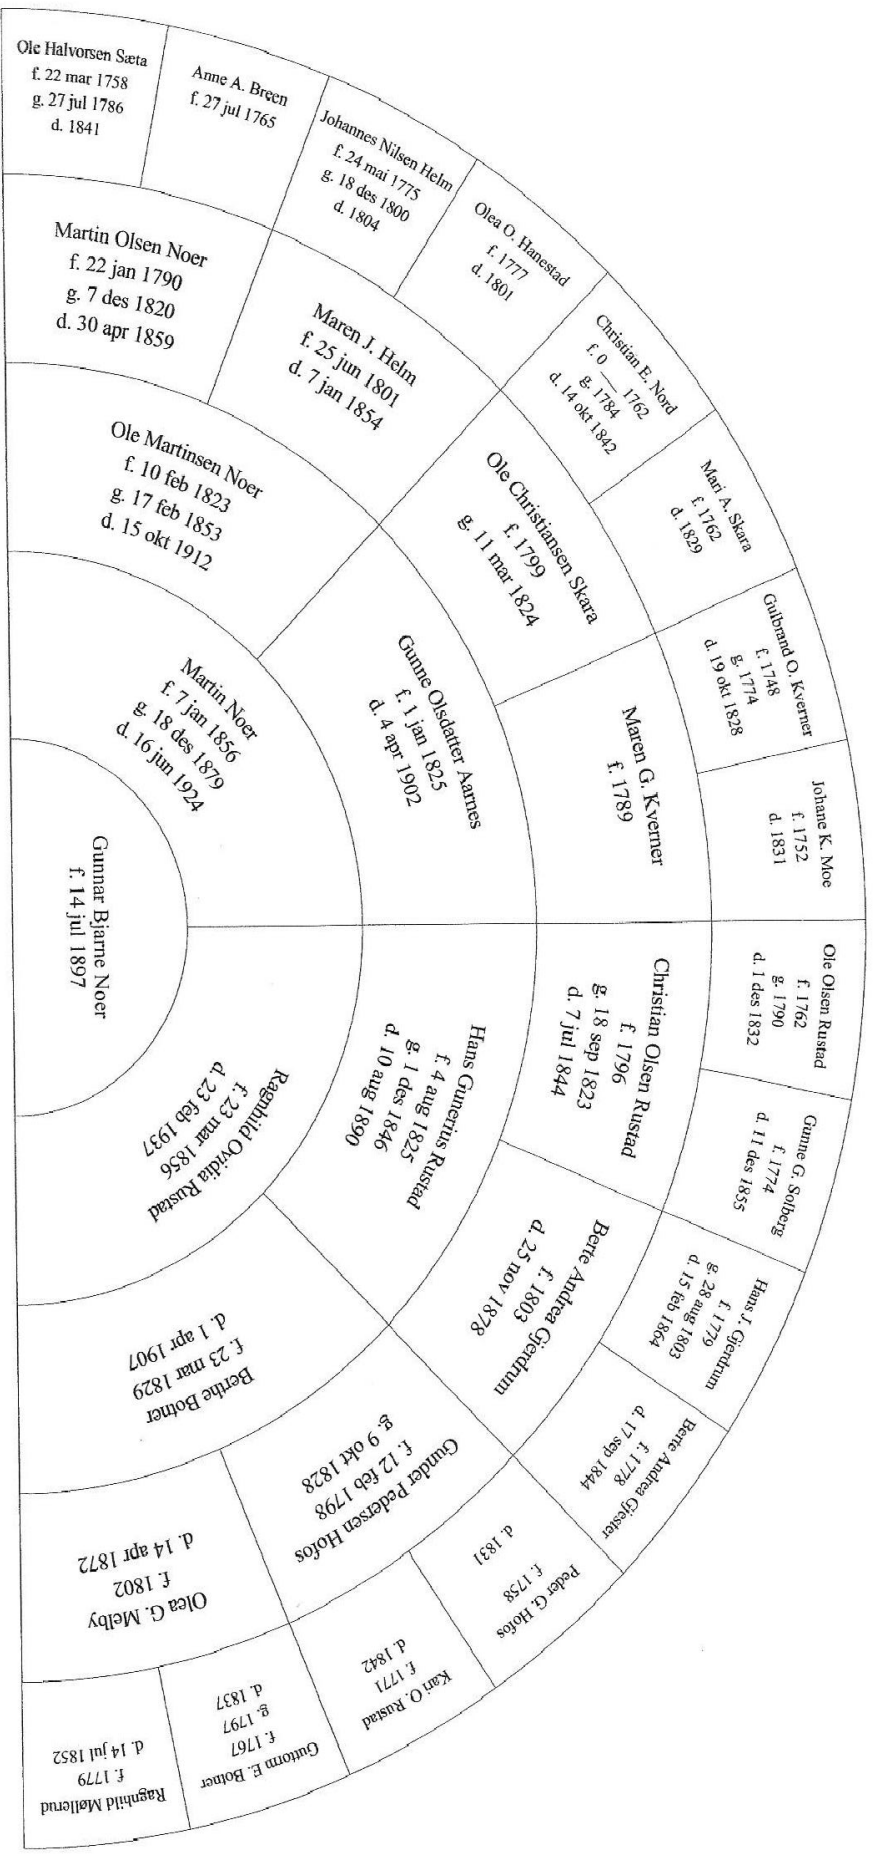 Ole Halvorsen Sæta
f. 22 mar 1758
g. 27 jul 1786
d. 1841
Anne A. Breen
f. 27 jul 1765
Johannes Nilsen Helm
f. 24 mai 1775
g. 18 des 1800
d. 1804
Olea O. Hanestad
f. 1777
d. 1801
Christian E. Nord
f. 0 — 1762
g. 1784
d. 14 okt 1842
Mari A. Skara
f. 1762
d. 1829
Gulbrand O. Kverner
f. 1748
g. 1774
d. 19 okt 1828
Johane K. Moe
f. 1752
d. 1831
Ole Olsen Rustad
f. 1762
g. 1790
d. 1 des 1832
Gunne G. Solberg
f. 1774
d. 11 des 1855
Hans J. Gjerdrum
f. 1779
g. 28 aug 1803
d. 15 feb 1864
Berte Andrea Gjester
f. 1778
d. 17 sep 1844
Peder G. Hofos
f. 1758
d. 1831
Kari O. Rustad
f. 1771
d. 1842
Guttorm E. Botner
f. 1767
g. 1797
d. 1837
Ragnhild Møllerud
f. 1779
d. 14 jul 1852
Martin Olsen Noer
f. 22 jan 1790
g. 7 des 1820
d. 30 apr 1859
Maren J. Helm
f. 25 jun 1801
d. 7 jan 1854
Ole Christiansen Skara
f. 1799
g. 11 mar 1824
Maren G. Kverner
f. 1789
Christian Olsen Rustad
f. 1796
g. 18 sep 1823
d. 7 jul 1844
Berte Andrea Gjerdrum
f. 1803
d. 25 nov 1878
Gunder Pedersen Hofos
f. 12 feb 1798
g. 9 okt 1828
Olea G. Melby
f. 1802
d. 14 apr 1872
Ole Martinsen Noer
f. 10 feb 1823
g. 17 feb 1853
d. 15 okt 1912
Gunne Olsdatter Aarnes
f. 1 jan 1825
d. 4 apr 1902
Hans Gunerius Rustad
f. 4 aug 1825
g. 1 des 1846
d. 10 aug 1890
Berthe Botner
f. 23 mar 1829
d. 1 apr 1907
Martin Noer
f. 7 jan 1856
g. 18 des 1879
d. 16 jun 1924
Ragnhild Ovidia Rustad
f. 23 mar 1856
d. 23 feb 1937
Gunnar Bjarne Noer
f. 14 jul 1897